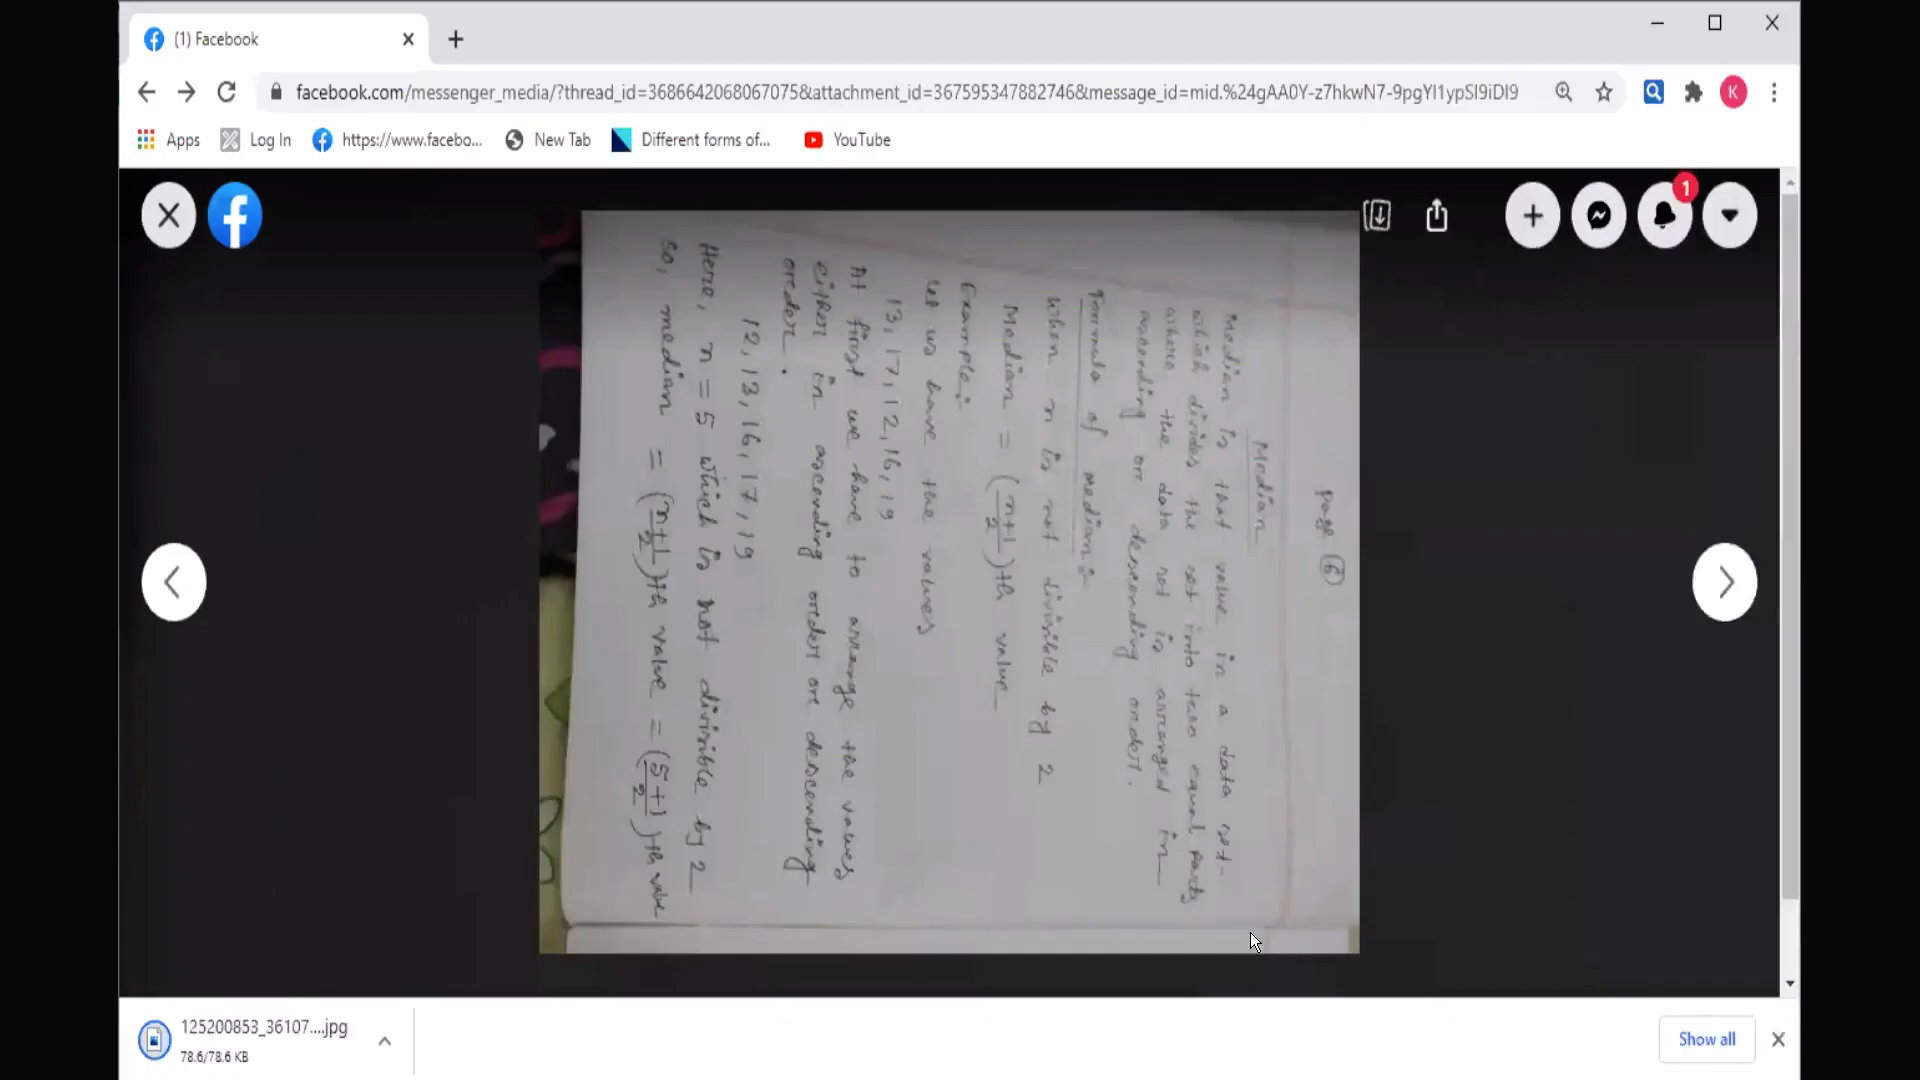 (1) Facebook
facebook.com/messenger_media/?thread_id=3686642068067075&attachment_id=367595347882746&message_id=mid.%24gAA0Y-z7hkwN7-9pgYl1ypSl9iDI9
K
Apps
Log In
https://www.facebo...
New Tab
Different forms of...
YouTube
1
Page 6
Median
Median is that value in a data set
which divides the set into two equal parts
where the data set is arranged in
ascending or descending order.
Formula of median:
When n is not divisible by 2
Median = (n+1/2)th value
Example:
Let us have the values
13, 17, 12, 16, 19
At first we have to arrange the values
either in ascending order or descending
order.
12, 13, 16, 17, 19
Here, n = 5 which is not divisible by 2
So, median = (n+1/2)th value = (5+1/2)th value
125200853_36107....jpg
78.6/78.6 KB
Show all